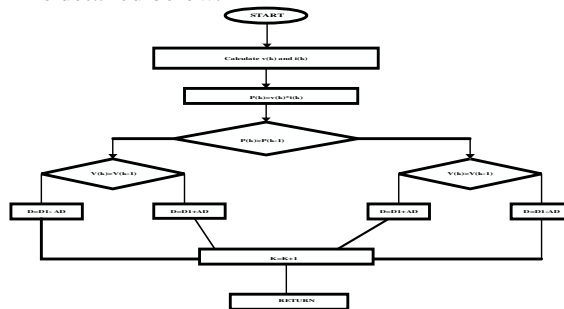 START
Calculate v(k) and i(k)
P(k)=v(k)*i(k)
P(k)=P(k-1)
V(k)=V(k-1)
V(k)=V(k-1)
D=D1-AD
D=D1+AD
D=D1+AD
D=D1-AD
K=K+1
RETURN